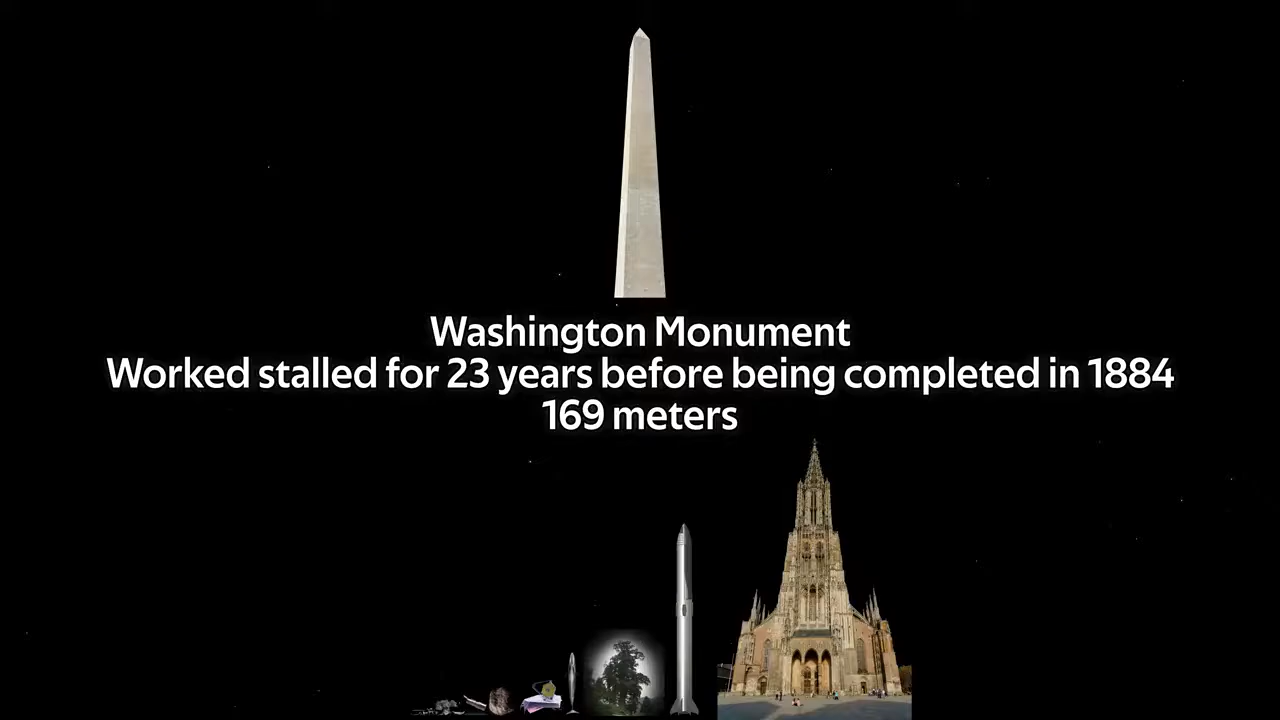 Washington Monument
Worked stalled for 23 years before being completed in 1884
169 meters